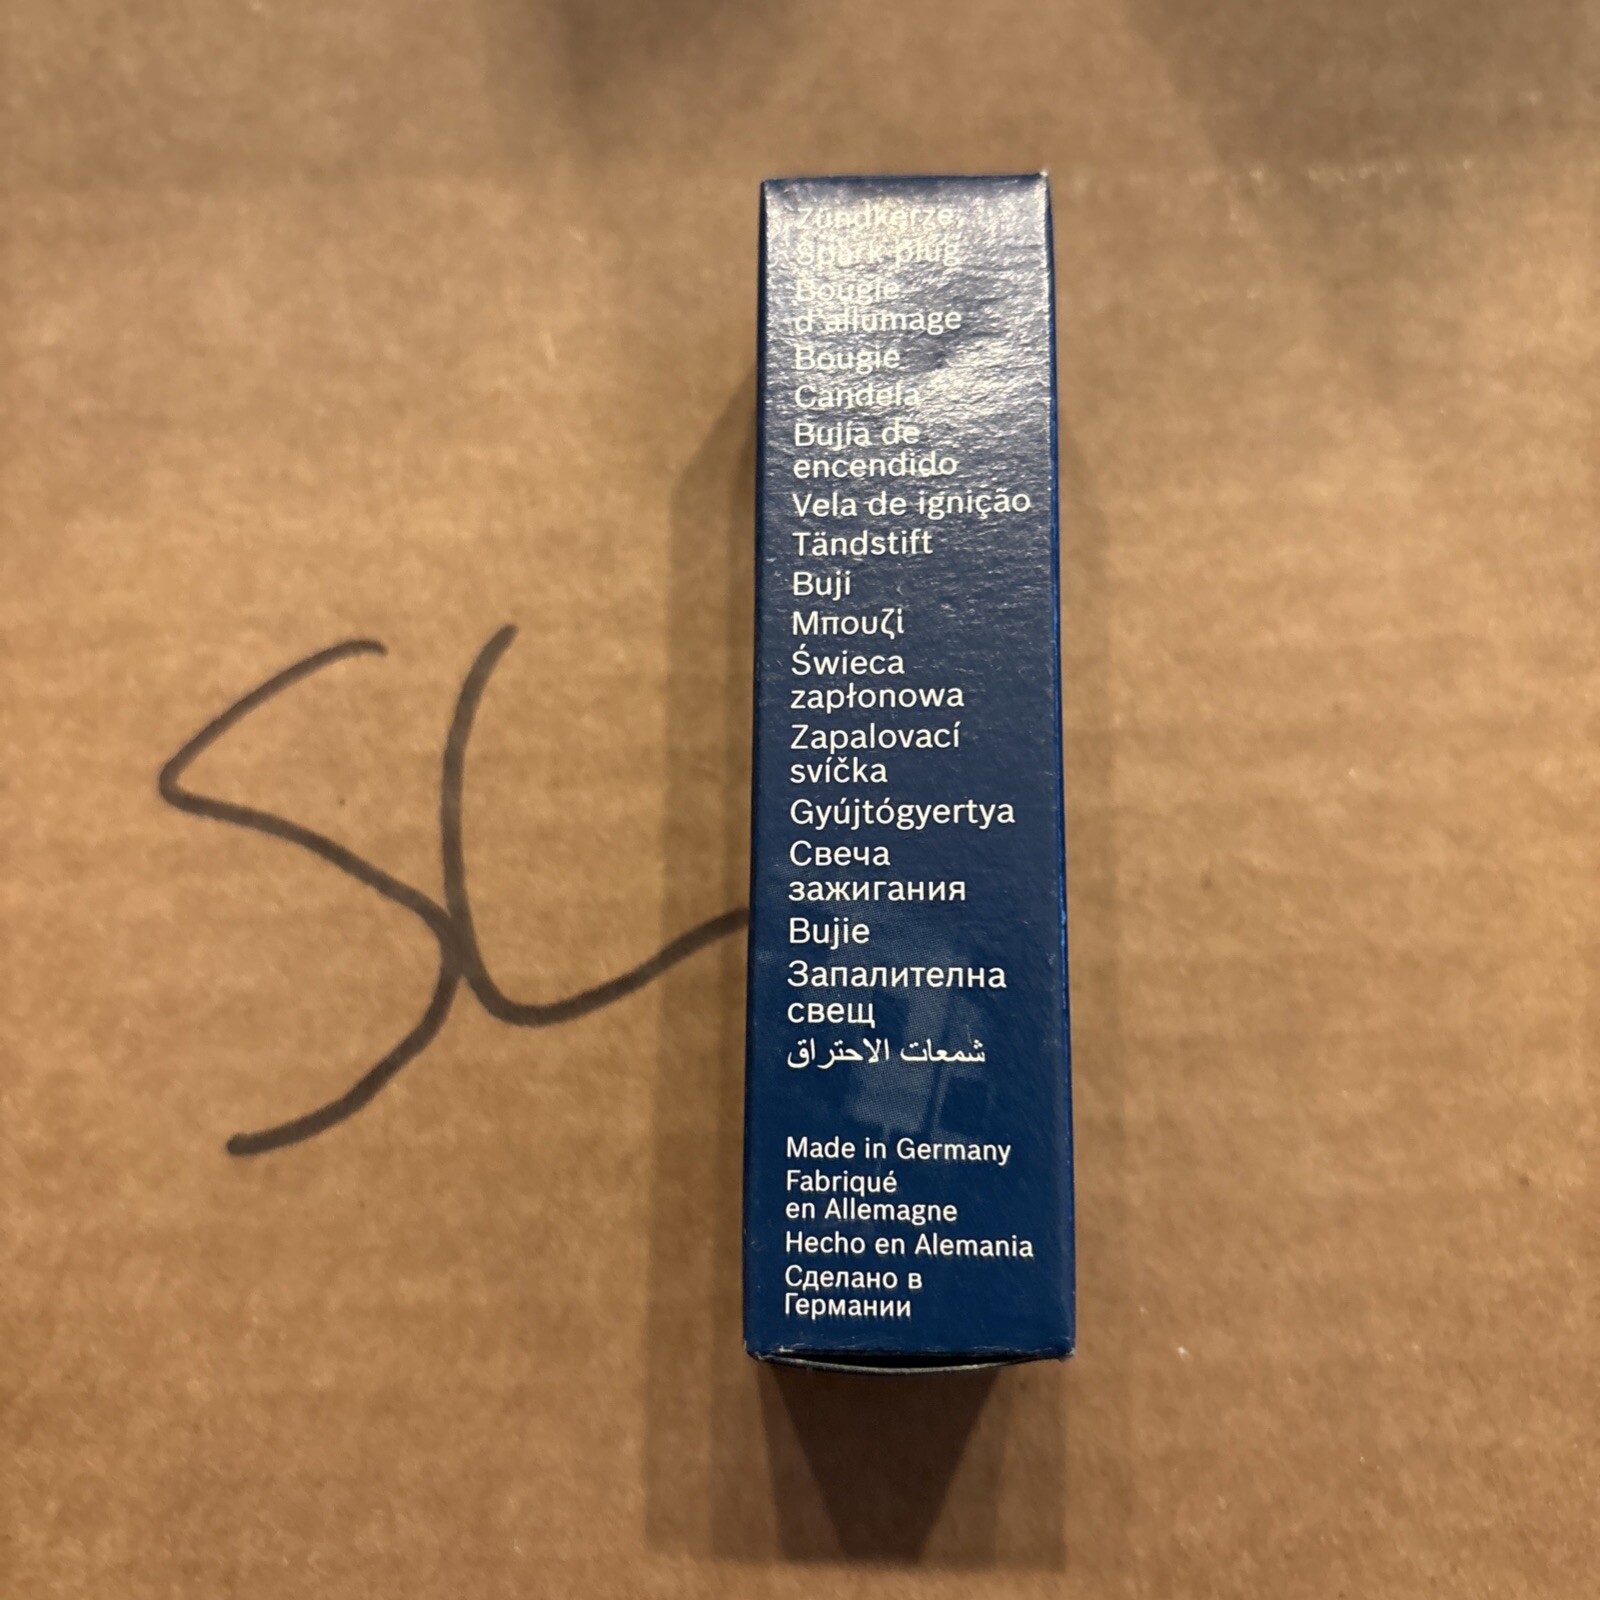 SL
Zündkerze
Spark plug
Bougie
d'allumage
Bougie
Candela
Bujía de
encendido
Vela de ignição
Tändstift
Buji
Μπουζί
Świeca
zapłonowa
Zapalovací
svíčka
Gyújtógyertya
Свеча
зажигания
Bujie
Запалителна
свещ
شمعات الاحتراق
Made in Germany
Fabriqué
en Allemagne
Hecho en Alemania
Сделано в
Германии